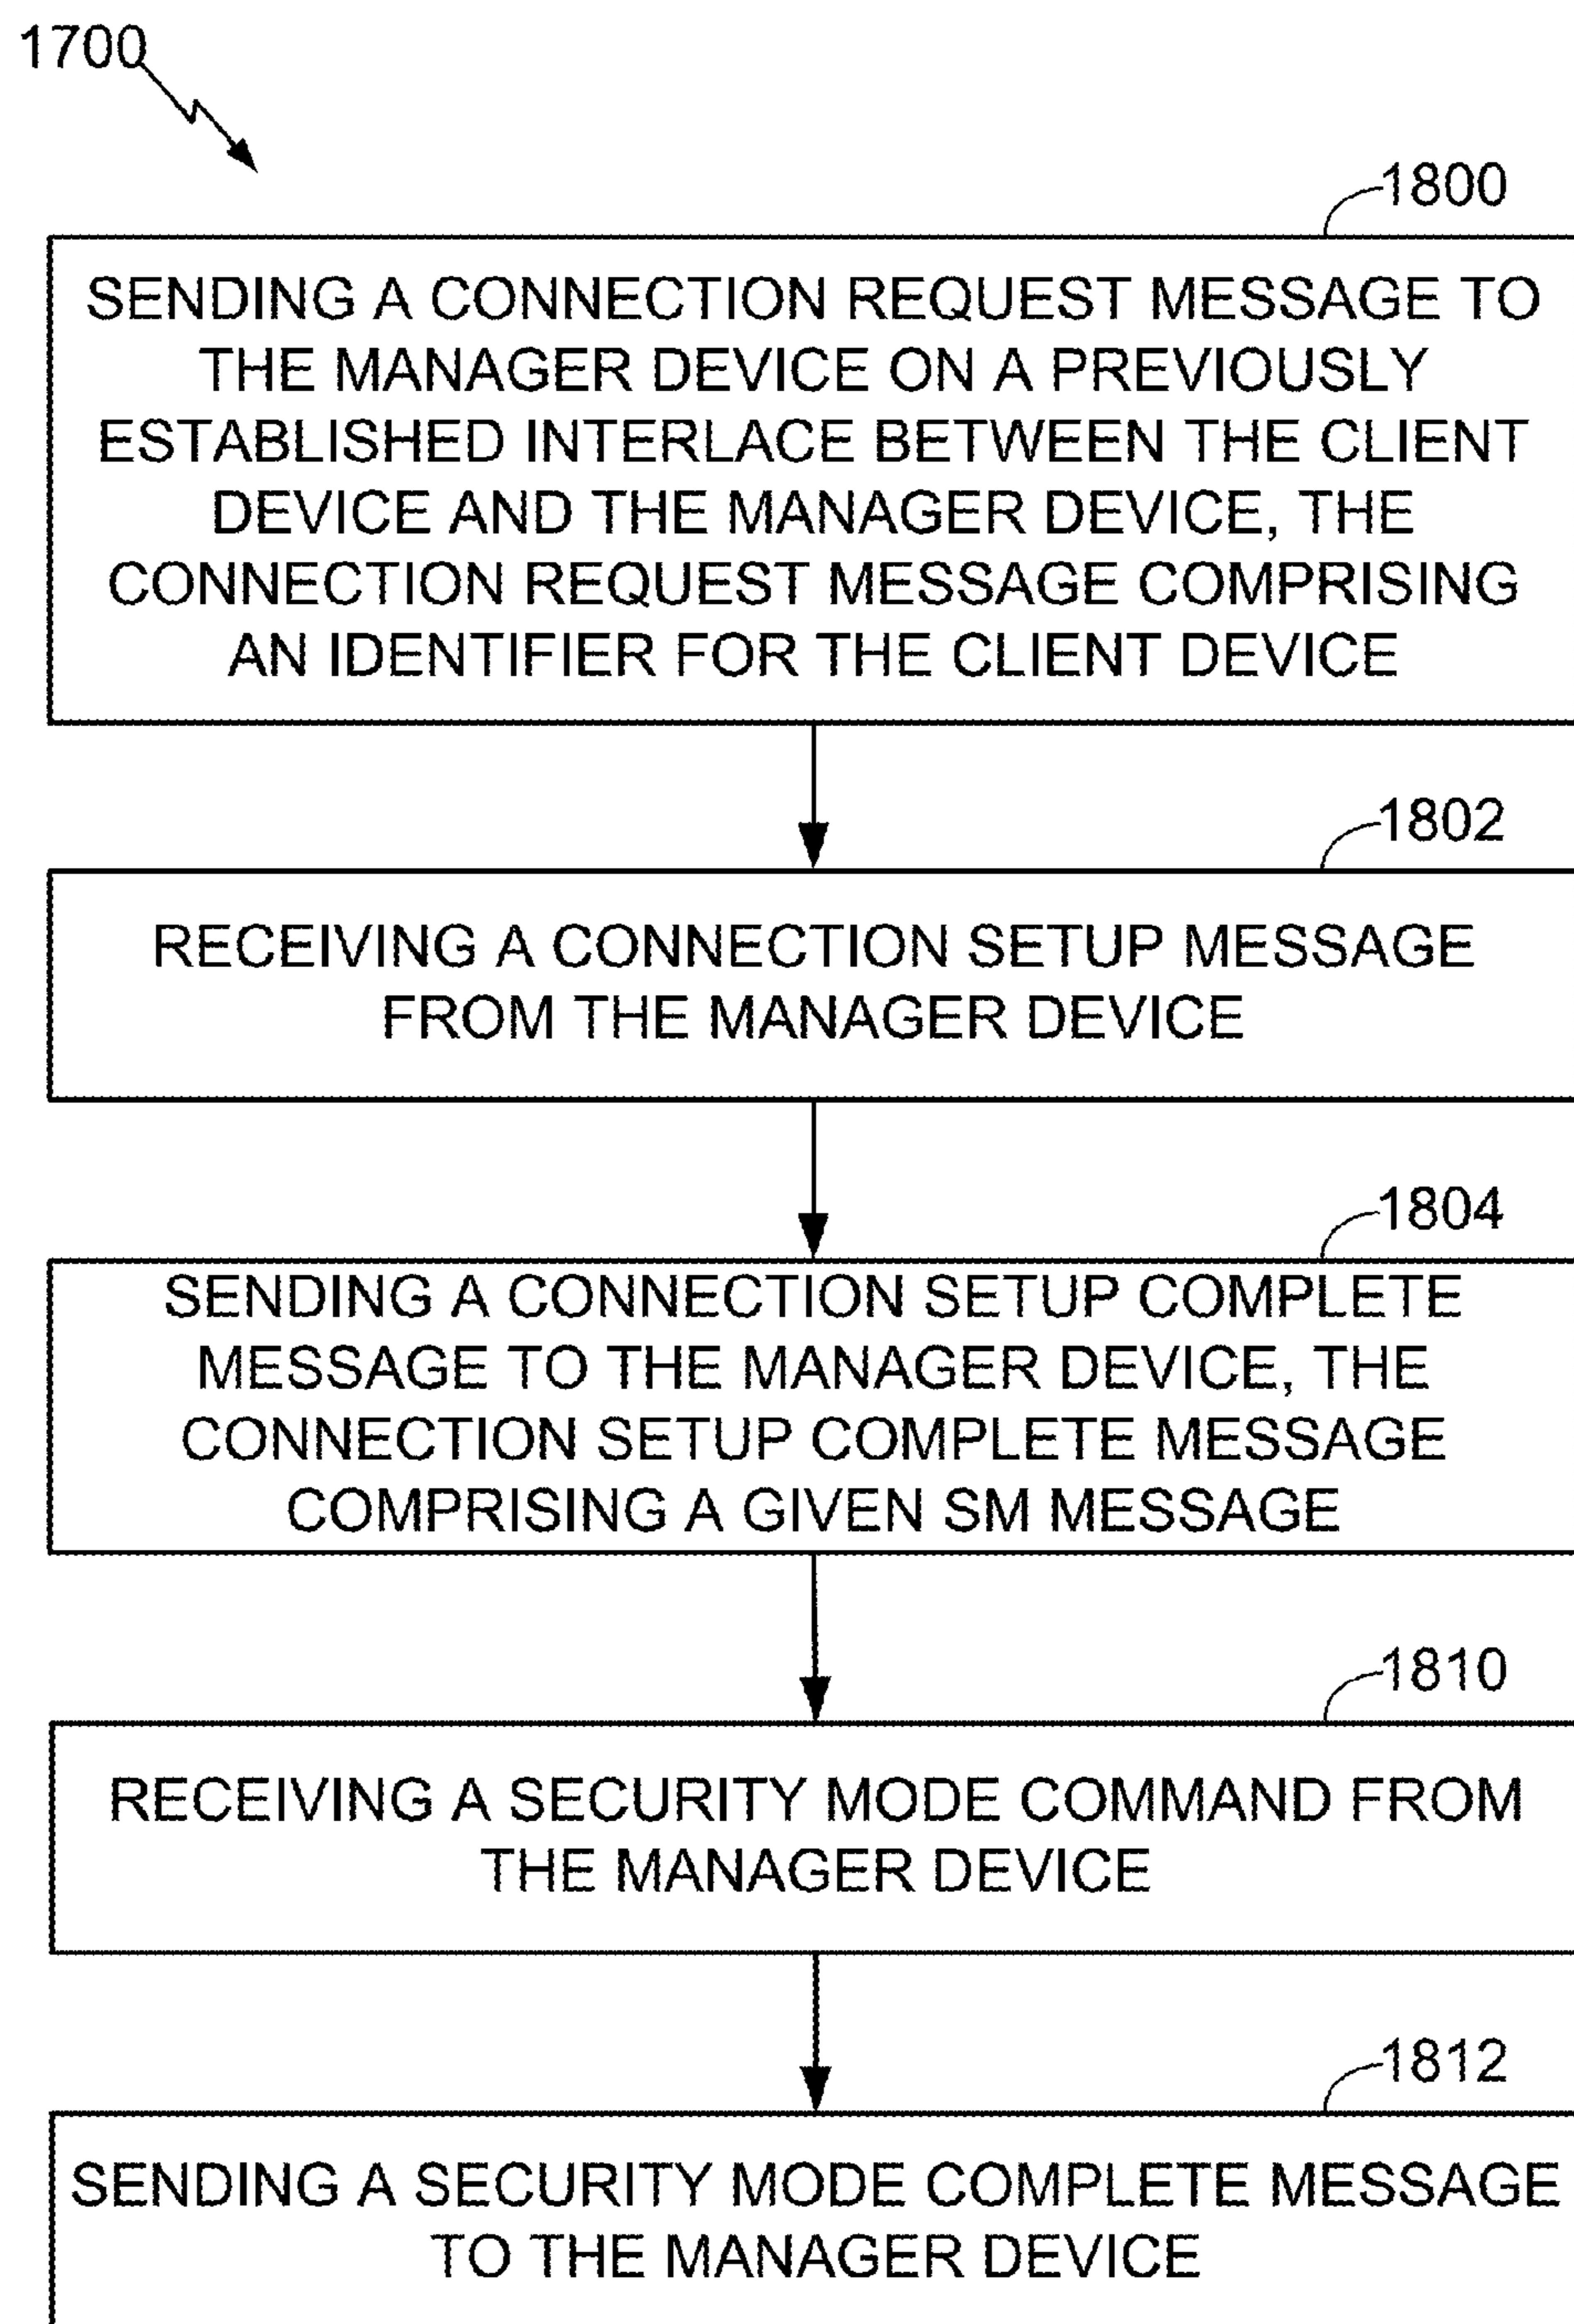 1700
1800
SENDING A CONNECTION REQUEST MESSAGE TO
THE MANAGER DEVICE ON A PREVIOUSLY
ESTABLISHED INTERLACE BETWEEN THE CLIENT
DEVICE AND THE MANAGER DEVICE, THE
CONNECTION REQUEST MESSAGE COMPRISING
AN IDENTIFIER FOR THE CLIENT DEVICE
1802
RECEIVING A CONNECTION SETUP MESSAGE
FROM THE MANAGER DEVICE
1804
SENDING A CONNECTION SETUP COMPLETE
MESSAGE TO THE MANAGER DEVICE, THE
CONNECTION SETUP COMPLETE MESSAGE
COMPRISING A GIVEN SM MESSAGE
1810
RECEIVING A SECURITY MODE COMMAND FROM
THE MANAGER DEVICE
1812
SENDING A SECURITY MODE COMPLETE MESSAGE
TO THE MANAGER DEVICE